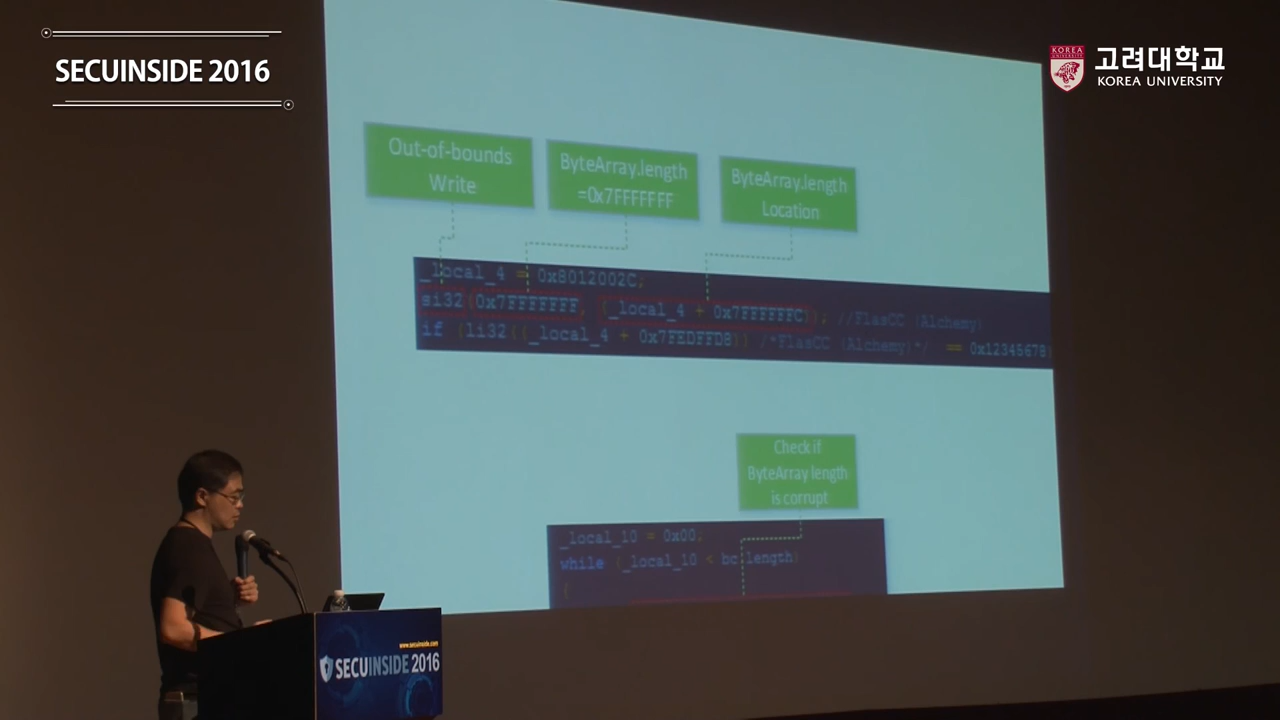 SECUINSIDE 2016
KOREA UNIVERSITY
고려대학교
KOREA UNIVERSITY
Out-of-bounds
Write
ByteArray.length
=0x7FFFFFFF
ByteArray.length
Location
_local_4 = 0x8012002C;
si32(0x7FFFFFFF, (_local_4 + 0x7FFFFFFC)); //FlasCC (Alchemy)
if (li32((_local_4 + 0x7FEDFFD8)) /*FlasCC (Alchemy)*/ == 0x12345678)
Check if
ByteArray length
is corrupt
_local_10 = 0x00;
while (_local_10 < bc.length)
{
www.secuinside.com
SECUINSIDE 2016